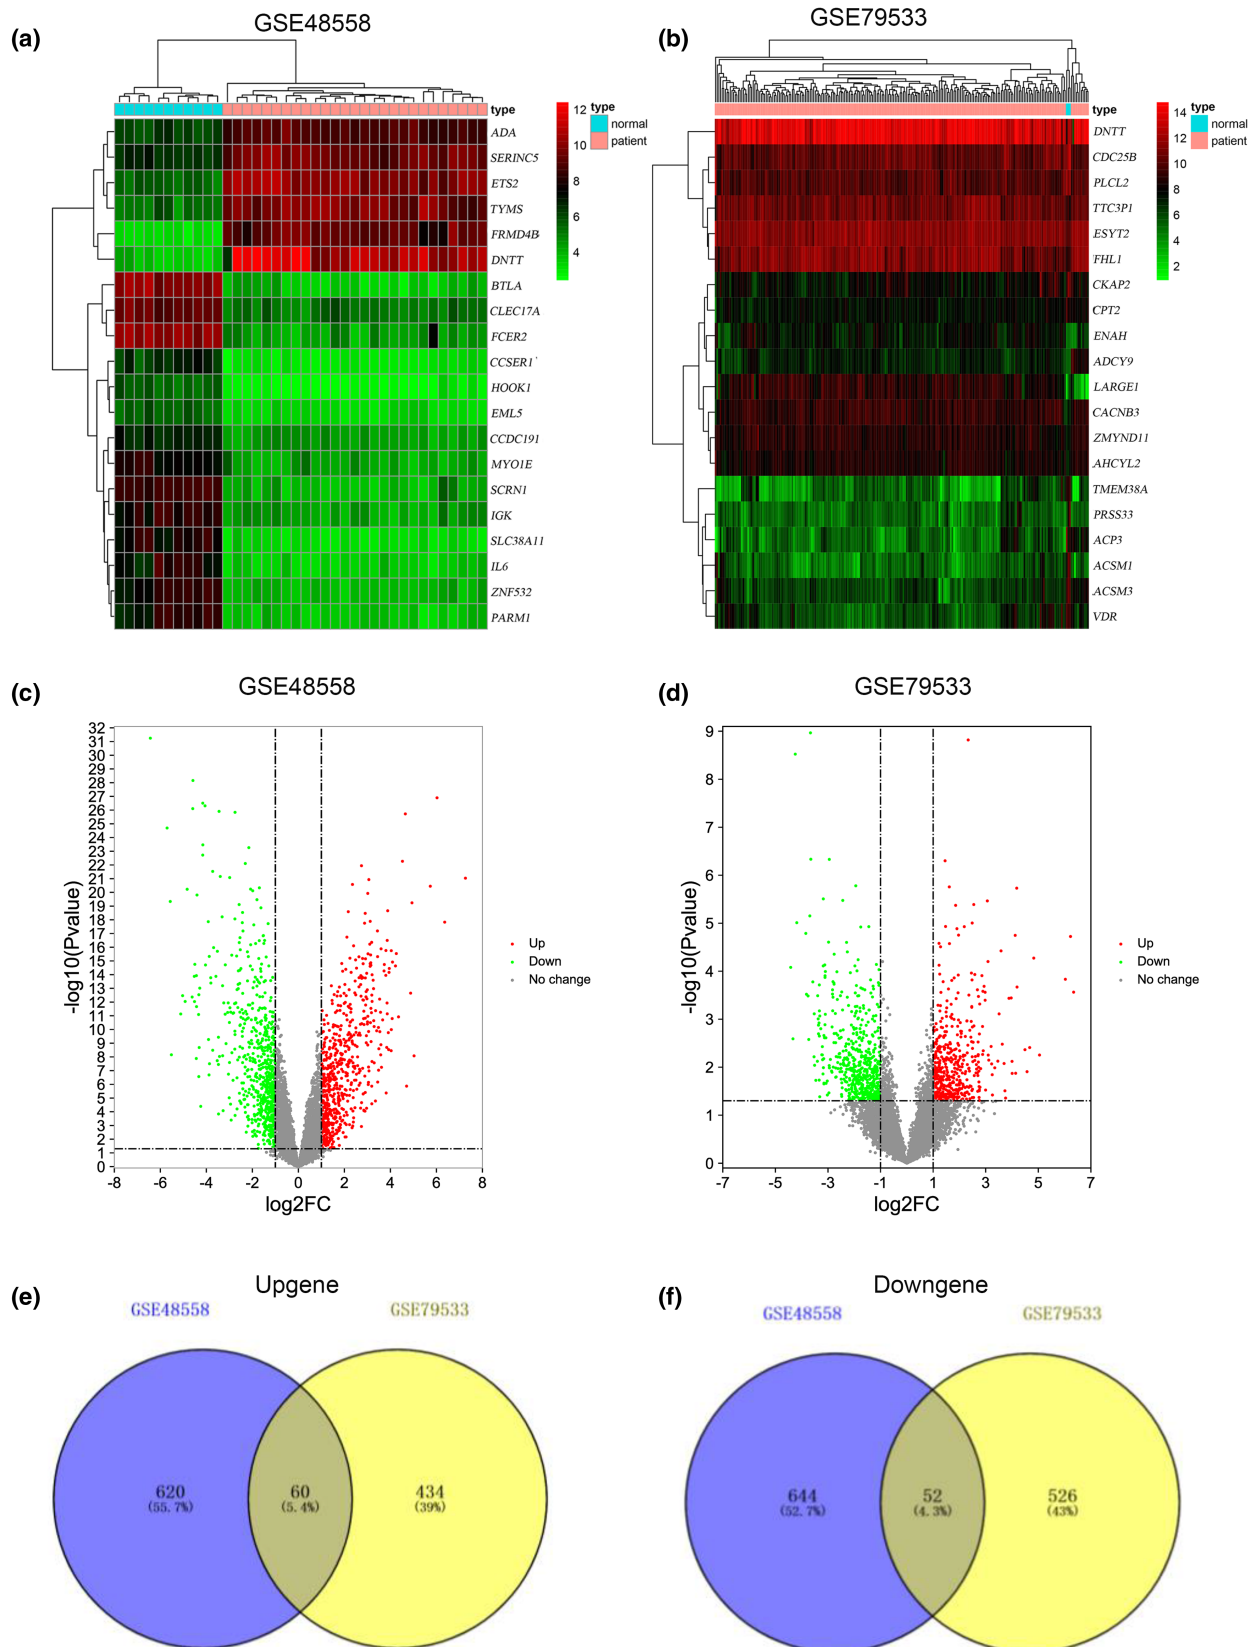 (a)
GSE48558
type
ADA
SERINC5
ETS2
TYMS
FRMD4B
DNTT
BTLA
CLEC17A
FCER2
CCSER1
HOOK1
EML5
CCDC191
MYO1E
SCRN1
IGK
SLC38A11
IL6
ZNF532
PARM1
12
10
8
6
4
type
normal
patient
(b)
GSE79533
type
DNTT
CDC25B
PLCL2
TTC3P1
ESYT2
FHL1
CKAP2
CPT2
ENAH
ADCY9
LARGE1
CACNB3
ZMYND11
AHCYL2
TMEM38A
PRSS33
ACP3
ACSM1
ACSM3
VDR
14
12
10
8
6
4
2
type
normal
patient
(c)
GSE48558
-log10(Pvalue)
32
31
30
29
28
27
26
25
24
23
22
21
20
19
18
17
16
15
14
13
12
11
10
9
8
7
6
5
4
3
2
1
0
-8 -6 -4 -2 0 2 4 6 8
log2FC
Up
Down
No change
(d)
GSE79533
-log10(Pvalue)
9
8
7
6
5
4
3
2
1
0
-7 -5 -3 -1 1 3 5 7
log2FC
Up
Down
No change
(e)
Upgene
GSE48558 GSE79533
620 60 434
(55.7%) (5.4%) (39%)
(f)
Downgene
GSE48558 GSE79533
644 52 526
(52.7%) (4.3%) (43%)